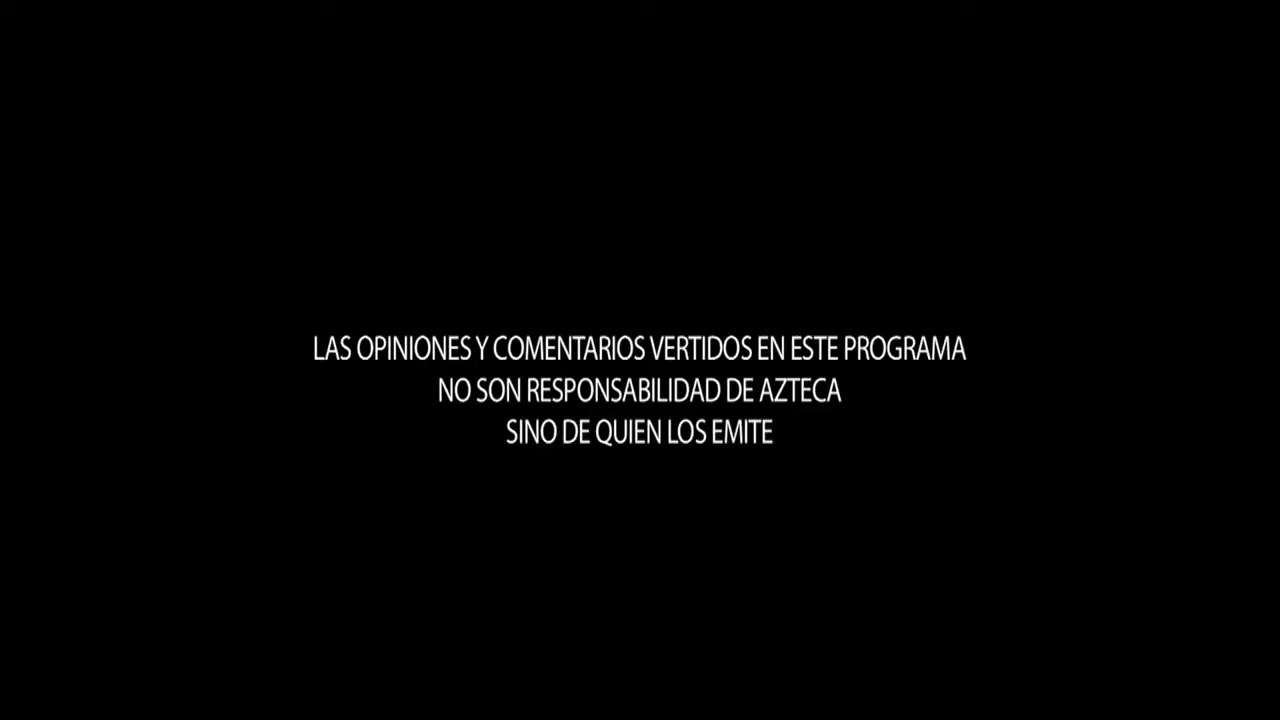 LAS OPINIONES Y COMENTARIOS VERTIDOS EN ESTE PROGRAMA
NO SON RESPONSABILIDAD DE AZTECA
SINO DE QUIEN LOS EMITE